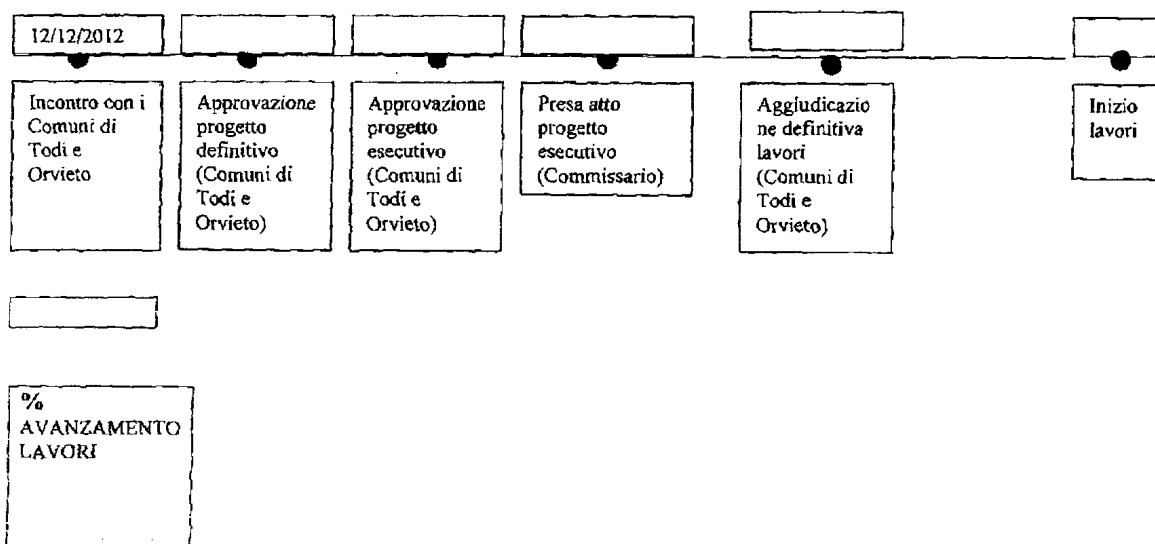 12/12/2012
Incontro con i
Comuni di
Todi e
Orvieto
Approvazione
progetto
definitivo
(Comuni di
Todi e
Orvieto)
Approvazione
progetto
esecutivo
(Comuni di
Todi e
Orvieto)
Presa atto
progetto
esecutivo
(Commissario)
Aggiudicazio
ne definitiva
lavori
(Comuni di
Todi e
Orvieto)
Inizio
lavori
%
AVANZAMENTO
LAVORI